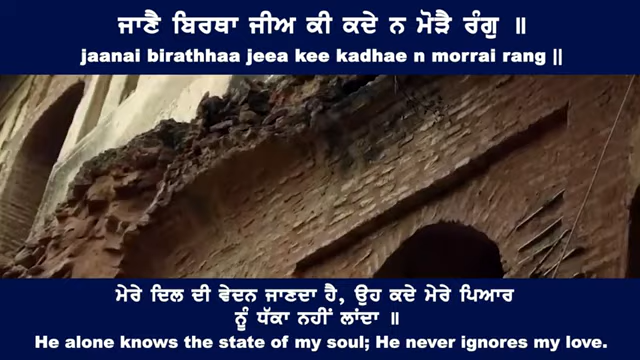 ਜਾਣੈ ਬਿਰਥਾ ਜੀਅ ਕੀ ਕਦੇ ਨ ਮੋੜੈ ਰੰਗੁ ॥
jaanai birathhaa jeea kee kadhae n morrai rang ||
ਮੇਰੇ ਦਿਲ ਦੀ ਵੇਦਨ ਜਾਣਦਾ ਹੈ, ਉਹ ਕਦੇ ਮੇਰੇ ਪਿਆਰ
ਨੂੰ ਧੱਕਾ ਨਹੀਂ ਲਾਂਦਾ ॥
He alone knows the state of my soul; He never ignores my love.